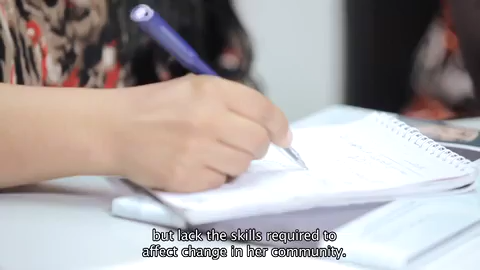 but lack the skills required to
affect change in her community.